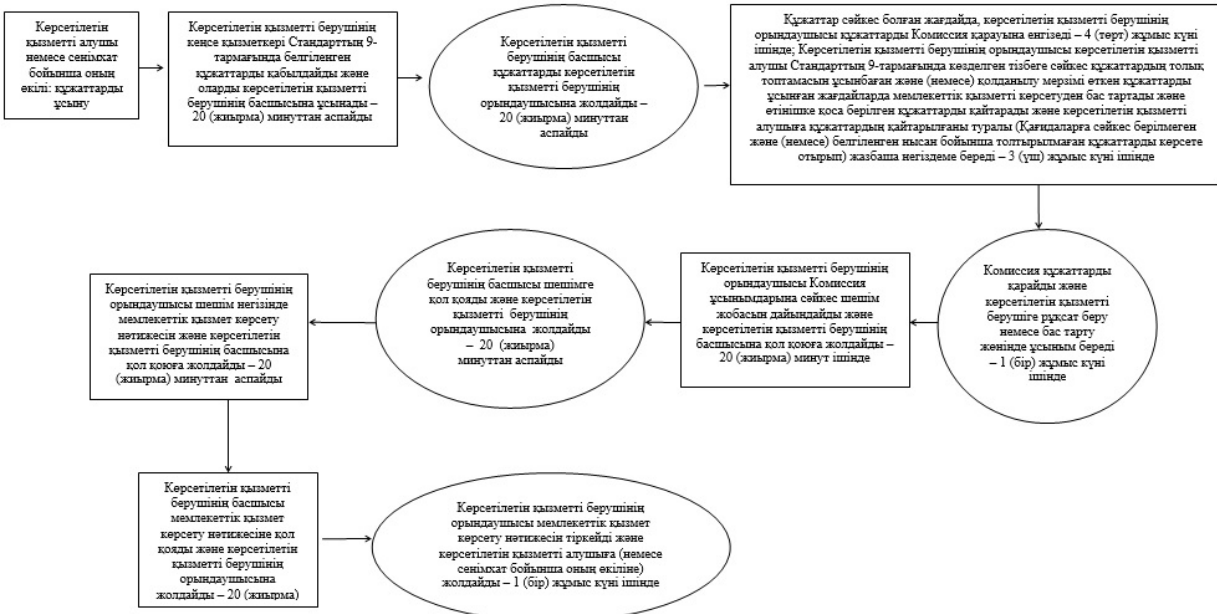 Көрсетілетін
қызметті алушы
немесе сенімхат
бойынша оның
өкілі: құжаттарды
ұсыну
Көрсетілетін қызметті берушінің
кеңсе қызметкері Стандарттың 9-
тармағында белгіленген
құжаттарды қабылдайды және
оларды көрсетілетін қызметті
берушінің басшысына ұсынады –
20 (жиырма) минуттан аспайды
Көрсетілетін қызметті
берушінің басшысы
құжаттарды көрсетілетін
қызметті берушінің
орындаушысына жолдайды –
20 (жиырма) минуттан
аспайды
Құжаттар сәйкес болған жағдайда, көрсетілетін қызметті берушінің
орындаушысы құжаттарды Комиссия қарауына енгізеді – 4 (төрт) жұмыс күні
ішінде; Көрсетілетін қызметті берушінің орындаушысы көрсетілетін қызметті
алушы Стандарттың 9-тармағында көзделген тізбеге сәйкес құжаттардың толық
топтамасын ұсынбаған және (немесе) қолданылу мерзімі өткен құжаттарды
ұсынған жағдайларда мемлекеттік қызметті көрсетуден бас тартады және
өтінішке қоса берілген құжаттарды қайтарады және көрсетілетін қызметті
алушыға құжаттардың қайтарылғаны туралы (Қағидаларға сәйкес берілмеген
және (немесе) белгіленген нысан бойынша толтырылмаған құжаттарды көрсете
отырып) жазбаша негіздеме береді – 3 (үш) жұмыс күні ішінде
Комиссия құжаттарды
қарайды және
көрсетілетін қызметті
берушіге рұқсат беру
немесе бас тарту
жөнінде ұсыным береді
– 1 (бір) жұмыс күні
ішінде
Көрсетілетін қызметті берушінің
орындаушысы Комиссия
ұсынымдарына сәйкес шешім
жобасын дайындайды және
көрсетілетін қызметті берушінің
басшысына қол қоюға жолдайды –
20 (жиырма) минут ішінде
Көрсетілетін қызметті
берушінің басшысы шешімге
қол қояды және көрсетілетін
қызметті берушінің
орындаушысына жолдайды
– 20 (жиырма)
минуттан аспайды
Көрсетілетін қызметті берушінің
орындаушысы шешім негізінде
мемлекеттік қызмет көрсету
нәтижесін және көрсетілетін
қызметті берушінің басшысына
қол қоюға жолдайды – 20
(жиырма) минуттан аспайды
Көрсетілетін қызметті
берушінің басшысы
мемлекеттік қызмет
көрсету нәтижесіне қол
қояды және көрсетілетін
қызметті берушінің
орындаушысына
жолдайды – 20 (жиырма)
Көрсетілетін қызметті берушінің
орындаушысы мемлекеттік қызмет
көрсету нәтижесін тіркейді және
көрсетілетін қызметті алушыға (немесе
сенімхат бойынша оның өкіліне)
жолдайды – 1 (бір) жұмыс күні ішінде